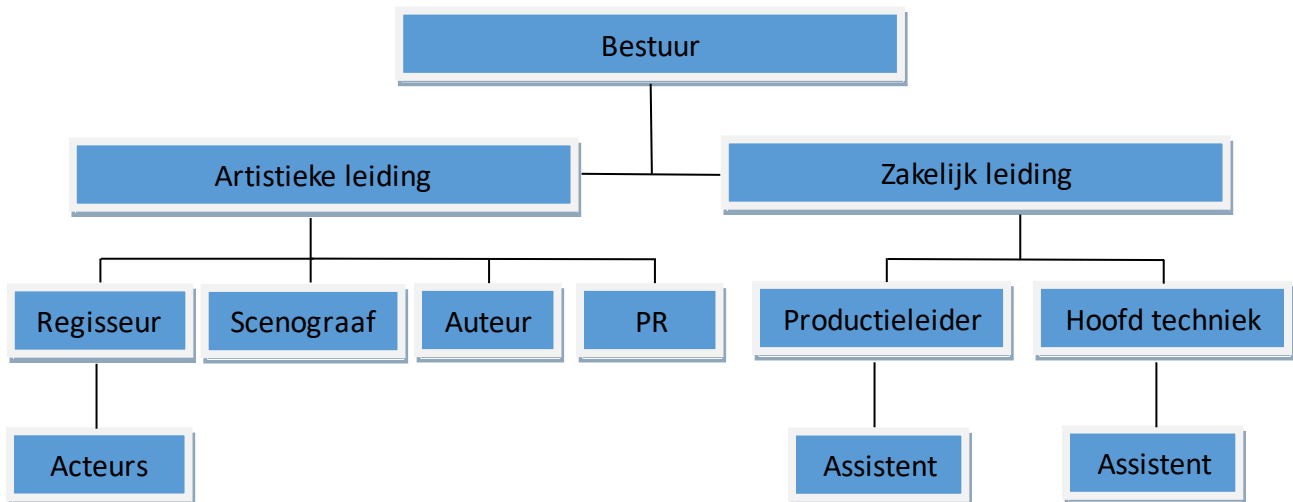 Bestuur
Artistieke leiding
Zakelijk leiding
Regisseur
Scenograaf
Auteur
PR
Productieleider
Hoofd techniek
Acteurs
Assistent
Assistent